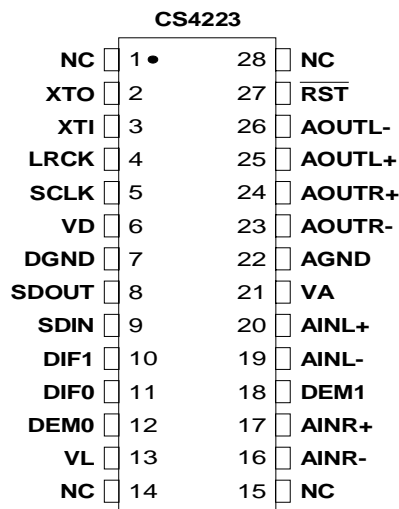 CS4223
NC 1 28 NC
XTO 2 27 RST
XTI 3 26 AOUTL-
LRCK 4 25 AOUTL+
SCLK 5 24 AOUTR+
VD 6 23 AOUTR-
DGND 7 22 AGND
SDOUT 8 21 VA
SDIN 9 20 AINL+
DIF1 10 19 AINL-
DIF0 11 18 DEM1
DEM0 12 17 AINR+
VL 13 16 AINR-
NC 14 15 NC